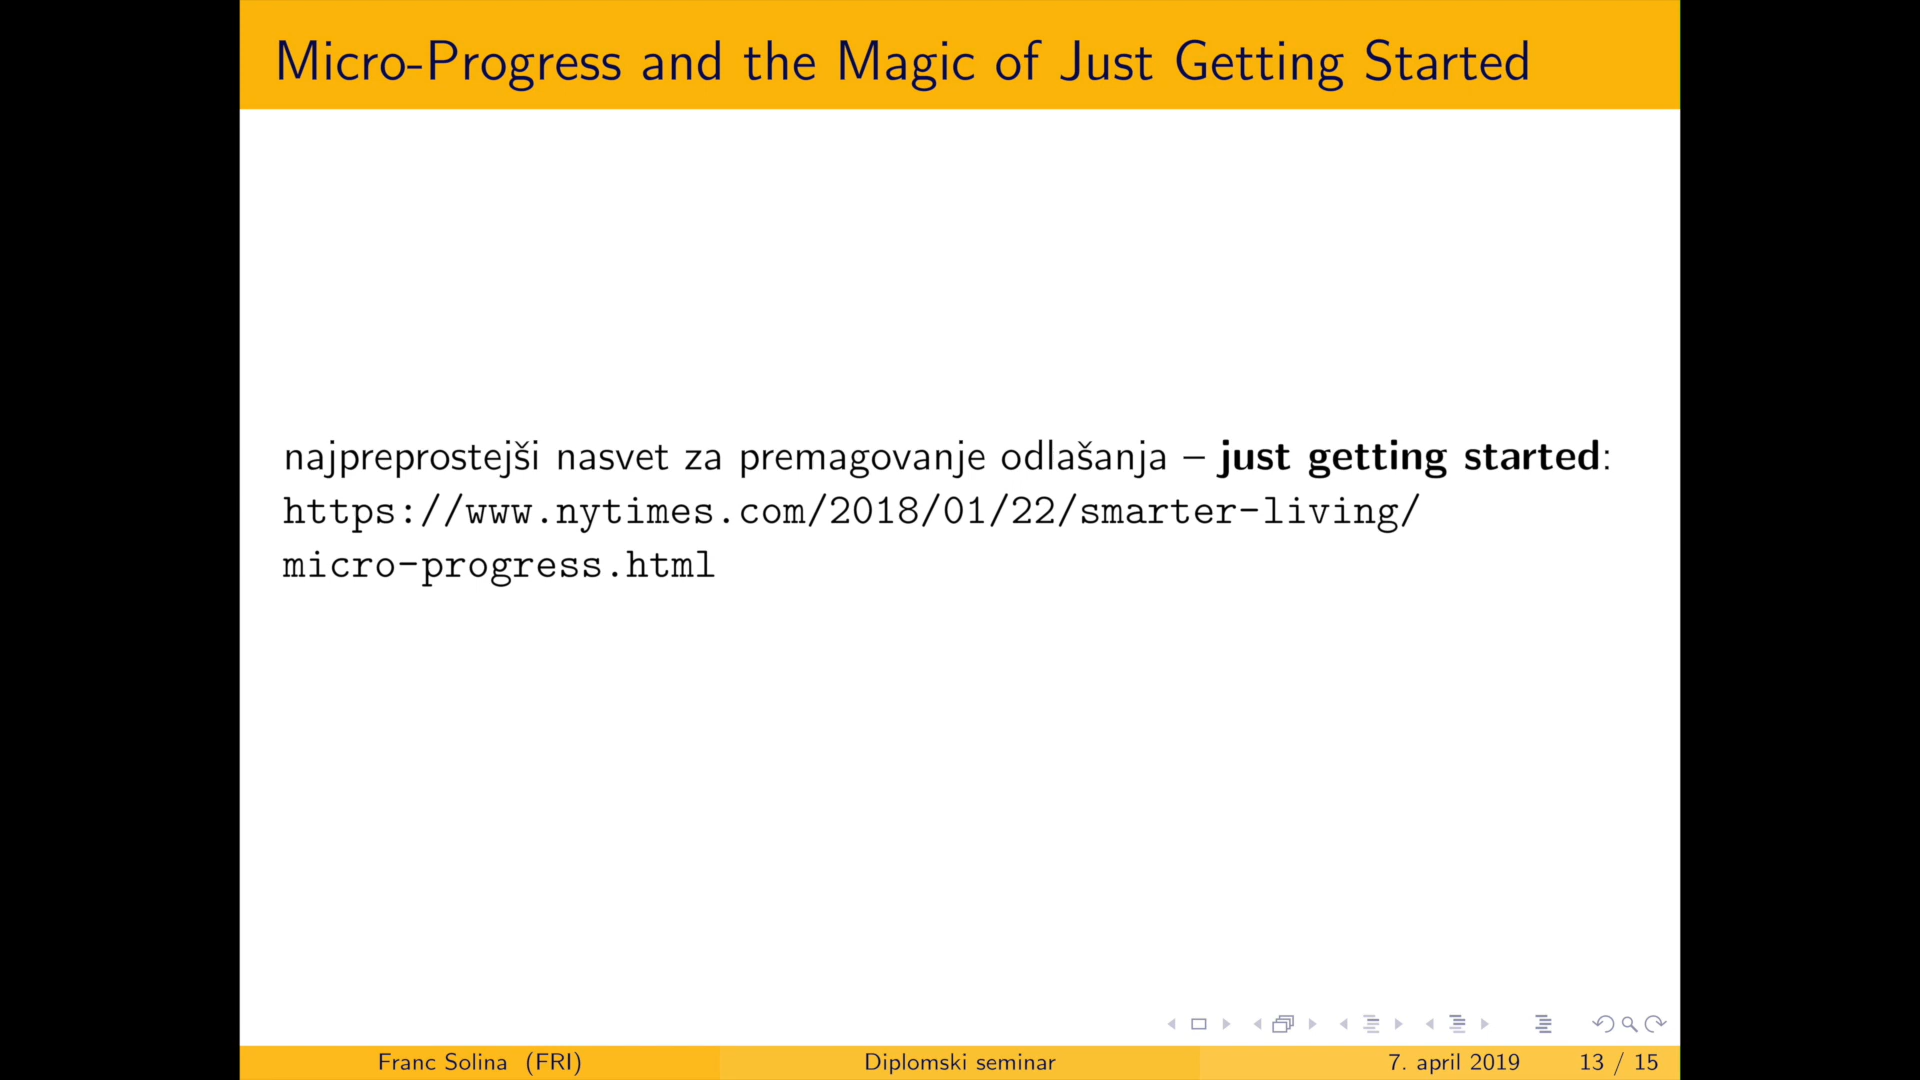 Micro-Progress and the Magic of Just Getting Started
najpreprostejši nasvet za premagovanje odlašanja – just getting started:
https://www.nytimes.com/2018/01/22/smarter-living/
micro-progress.html
Franc Solina (FRI) Diplomski seminar 7. april 2019 13 / 15